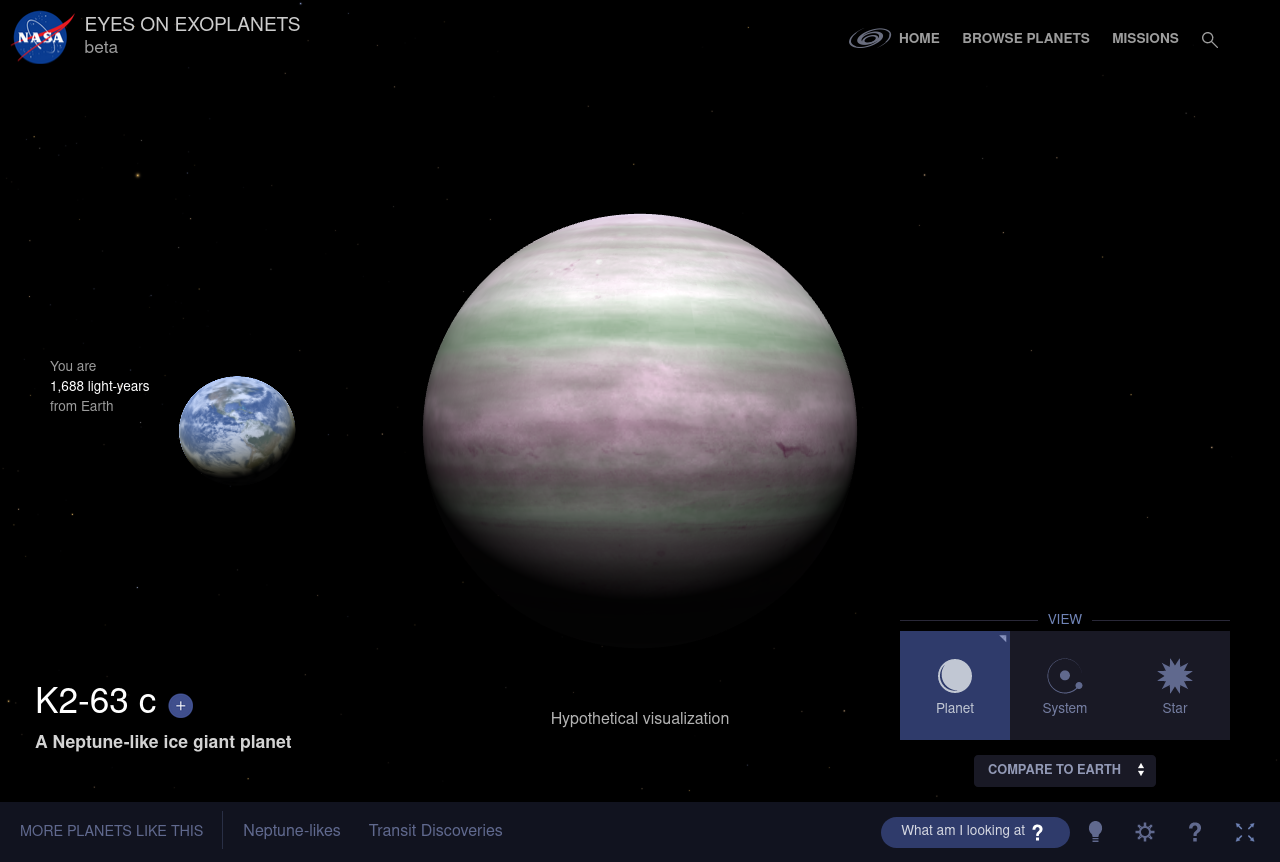 NASA
EYES ON EXOPLANETS
beta
HOME
BROWSE PLANETS
MISSIONS
You are
1,688 light-years
from Earth
VIEW
Planet
System
Star
K2-63 c +
A Neptune-like ice giant planet
Hypothetical visualization
COMPARE TO EARTH
MORE PLANETS LIKE THIS
Neptune-likes
Transit Discoveries
What am I looking at ?
?